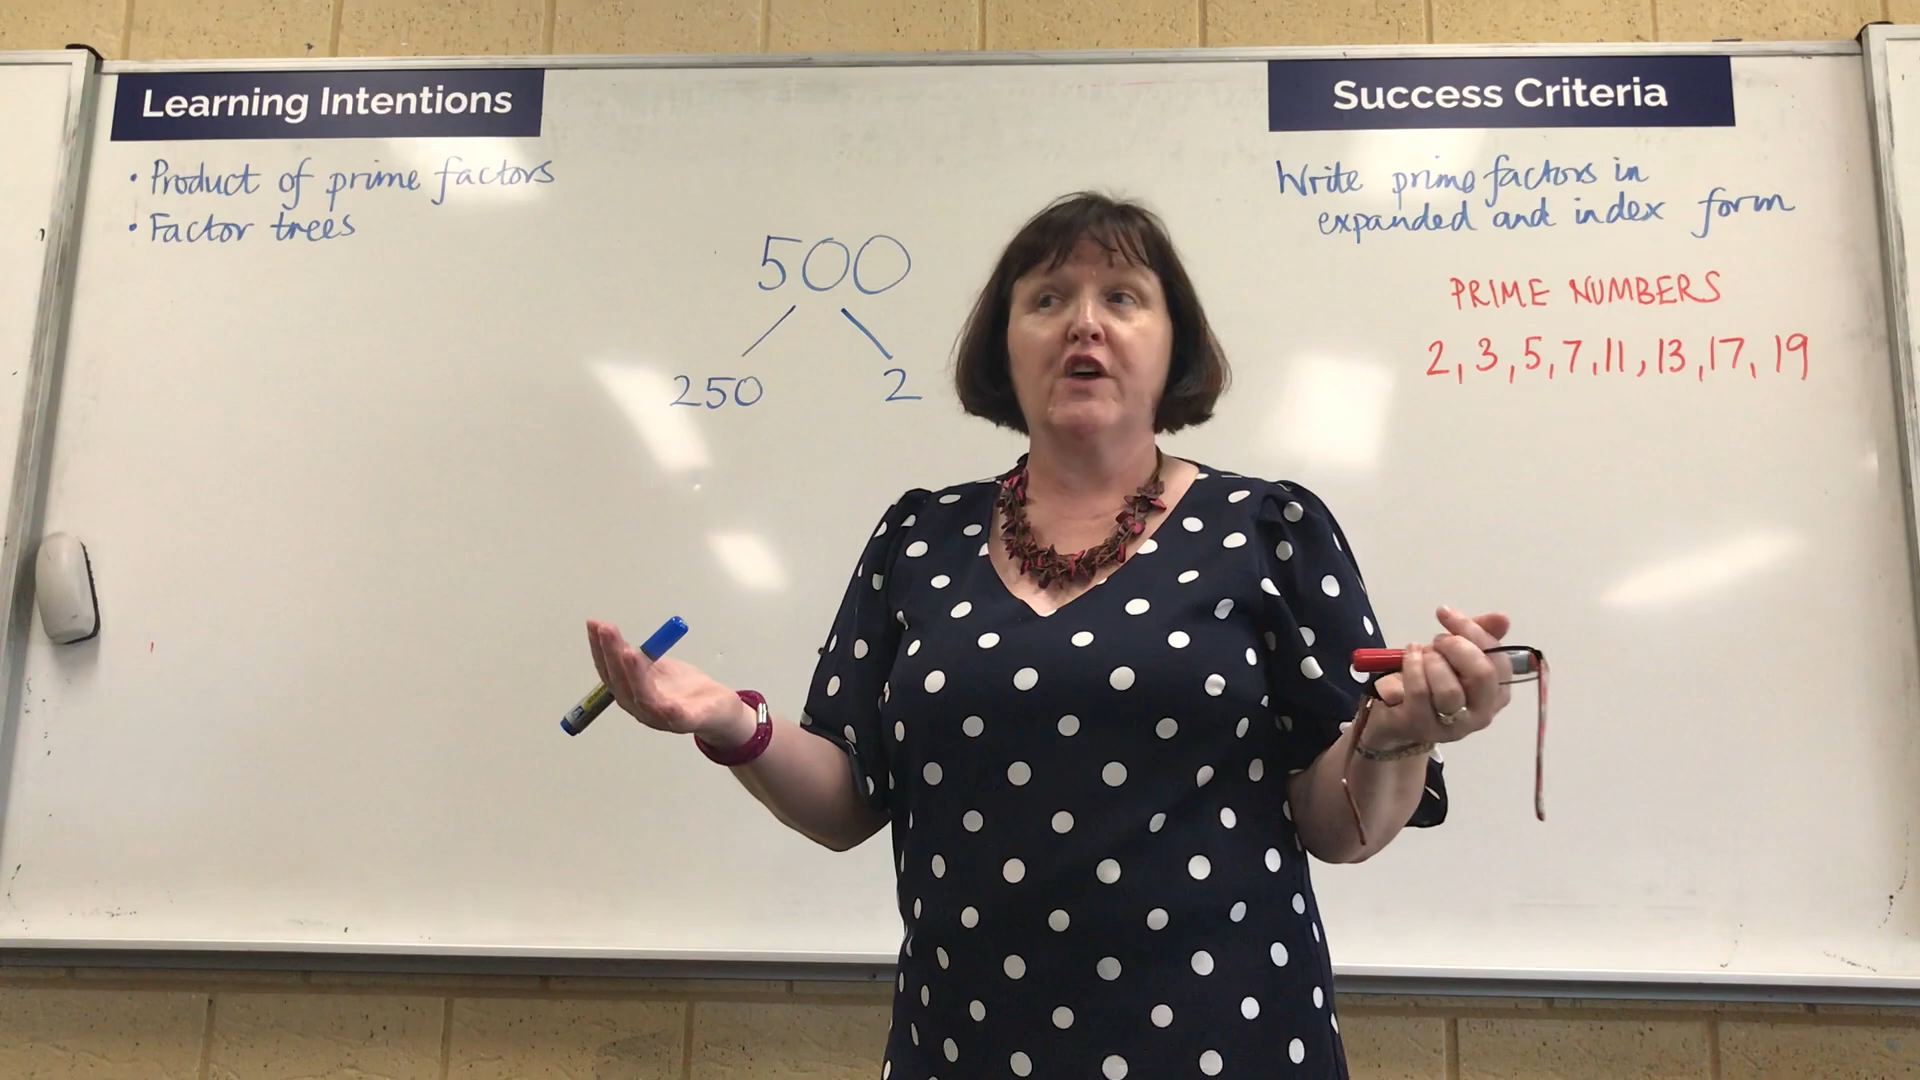 Learning Intentions
• Product of prime factors
• Factor trees
500
250 2
Success Criteria
Write prime factors in
expanded and index form
PRIME NUMBERS
2, 3, 5, 7, 11, 13, 17, 19